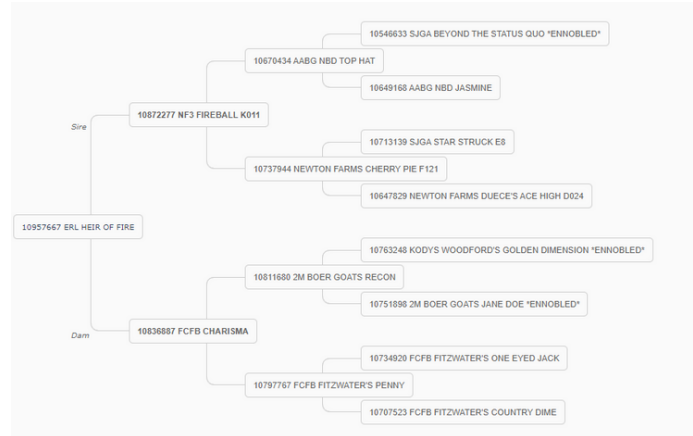 10546633 SJGA BEYOND THE STATUS QUO *ENNOBLED*
10670434 AABG NBD TOP HAT
10649168 AABG NBD JASMINE
10872277 NF3 FIREBALL K011
Sire
10713139 SJGA STAR STRUCK E8
10737944 NEWTON FARMS CHERRY PIE F121
10647829 NEWTON FARMS DUECE'S ACE HIGH D024
10957667 ERL HEIR OF FIRE
10763248 KODYS WOODFORD'S GOLDEN DIMENSION *ENNOBLED*
10811680 2M BOER GOATS RECON
10751898 2M BOER GOATS JANE DOE *ENNOBLED*
10836887 FCFB CHARISMA
Dam
10734920 FCFB FITZWATER'S ONE EYED JACK
10797767 FCFB FITZWATER'S PENNY
10707523 FCFB FITZWATER'S COUNTRY DIME